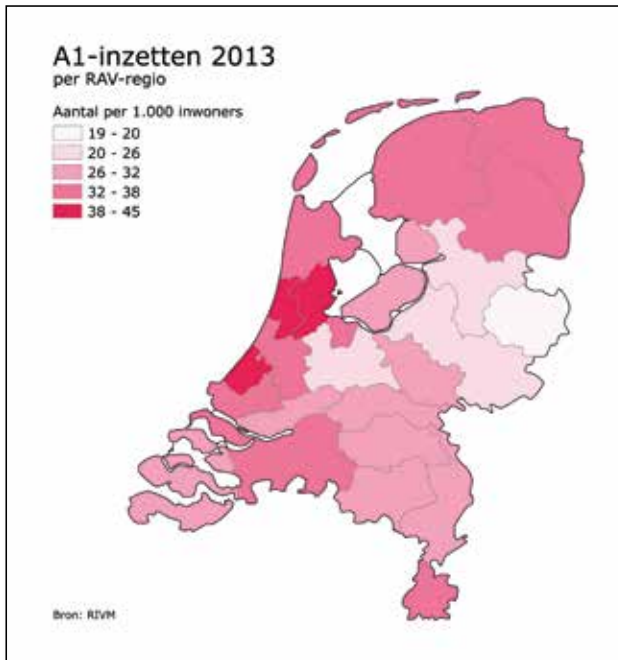 A1-inzetten 2013
per RAV-regio
Aantal per 1.000 inwoners
19 - 20
20 - 26
26 - 32
32 - 38
38 - 45
Bron: RIVM